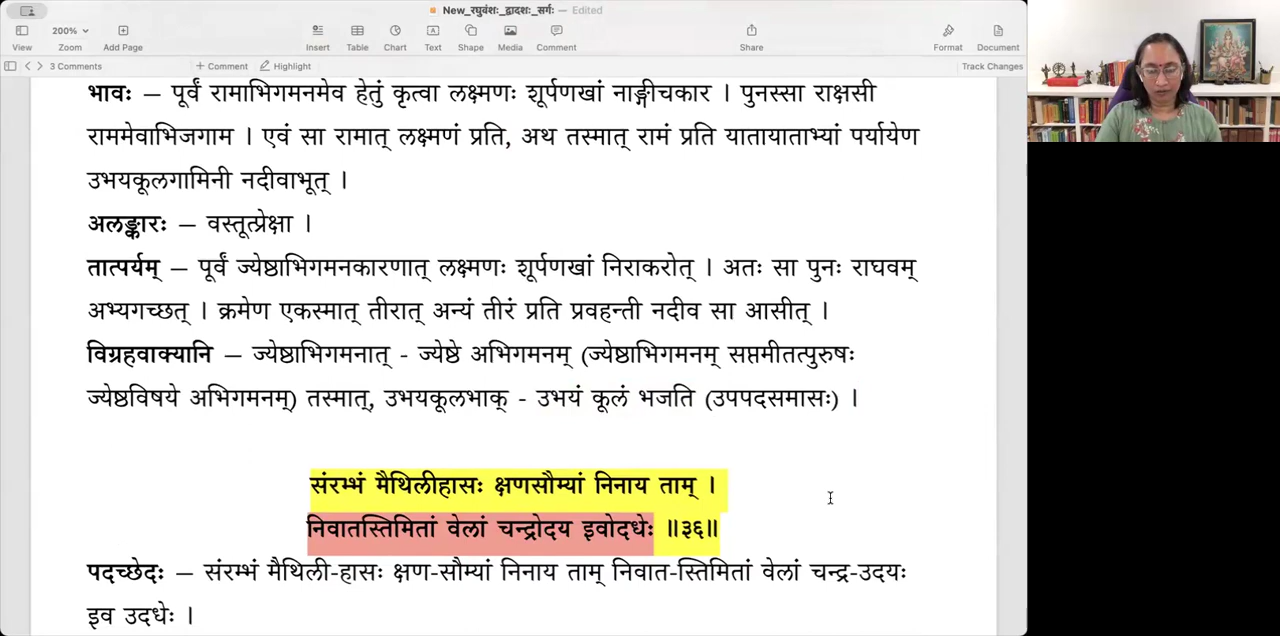 New_रघुवंशः_द्वादशः_सर्गः — Edited
200%
View Zoom Add Page Insert Table Chart Text Shape Media Comment Share Format Document
3 Comments + Comment Highlight Track Changes
भावः — पूर्वं रामाभिगमनमेव हेतुं कृत्वा लक्ष्मणः शूर्पणखां नाङ्गीचकार । पुनस्सा राक्षसी
राममेवाभिजगाम । एवं सा रामात् लक्ष्मणं प्रति, अथ तस्मात् रामं प्रति यातायाताभ्यां पर्यायेण
उभयकूलगामिनी नदीवाभूत् ।
अलङ्कारः — वस्तूत्प्रेक्षा ।
तात्पर्यम् — पूर्वं ज्येष्ठाभिगमनकारणात् लक्ष्मणः शूर्पणखां निराकरोत् । अतः सा पुनः राघवम्
अभ्यगच्छत् । क्रमेण एकस्मात् तीरात् अन्यं तीरं प्रति प्रवहन्ती नदीव सा आसीत् ।
विग्रहवाक्यानि — ज्येष्ठाभिगमनात् - ज्येष्ठे अभिगमनम् (ज्येष्ठाभिगमनम् सप्तमीतत्पुरुषः
ज्येष्ठविषये अभिगमनम्) तस्मात्, उभयकूलभाक् - उभयं कूलं भजति (उपपदसमासः) ।
संरम्भं मैथिलीहासः क्षणसौम्यां निनाय ताम् ।
निवातस्तिमितां वेलां चन्द्रोदय इवोदधेः ॥३६॥
पदच्छेदः — संरम्भं मैथिली-हासः क्षण-सौम्यां निनाय ताम् निवात-स्तिमितां वेलां चन्द्र-उदयः
इव उदधेः ।